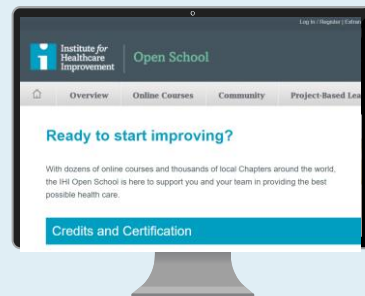 Log In / Register |
Institute for
Healthcare
Improvement
Open School
Overview Online Courses Community Project-Based
Ready to start improving?
With dozens of online courses and thousands of local Chapters around the world,
the IHI Open School is here to support you and your team in providing the best
possible health care.
Credits and Certification